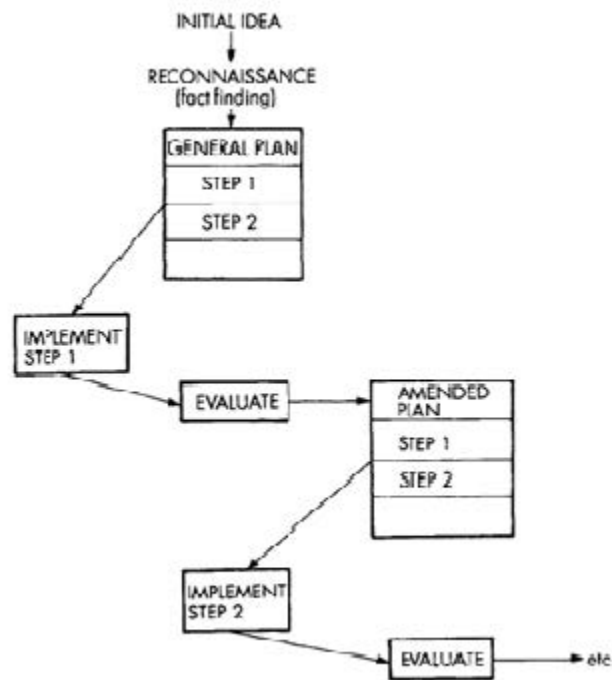 INITIAL IDEA
RECONNAISSANCE
(fact finding)
GENERAL PLAN
STEP 1
STEP 2
IMPLEMENT
STEP 1
EVALUATE
AMENDED
PLAN
STEP 1
STEP 2
IMPLEMENT
STEP 2
EVALUATE
etc